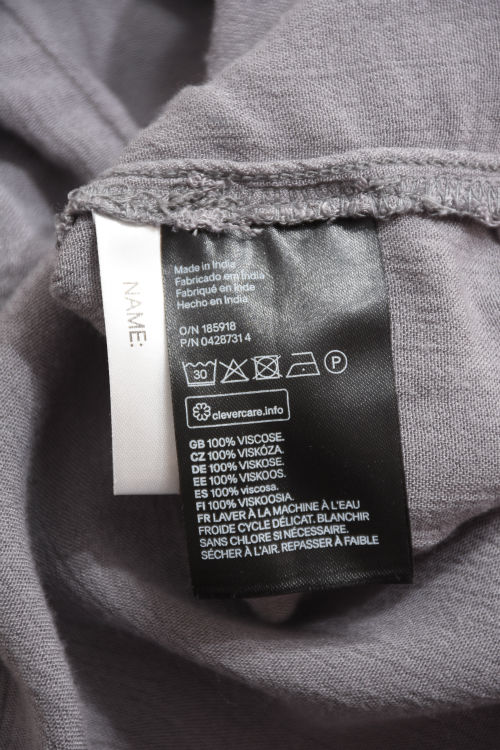 NAME:
Made in India
Fabricado em Índia
Fabriqué en Inde
Hecho en India
O/N 185918
P/N 04287314
30 P
clevercare.info
GB 100% VISCOSE.
CZ 100% VISKÓZA.
DE 100% VISKOSE.
EE 100% VISKOOS.
ES 100% viscosa.
FI 100% VISKOOSIA.
FR LAVER À LA MACHINE À L'EAU
FROIDE CYCLE DÉLICAT. BLANCHIR
SANS CHLORE SI NÉCESSAIRE.
SÉCHER À L'AIR. REPASSER À FAIBLE